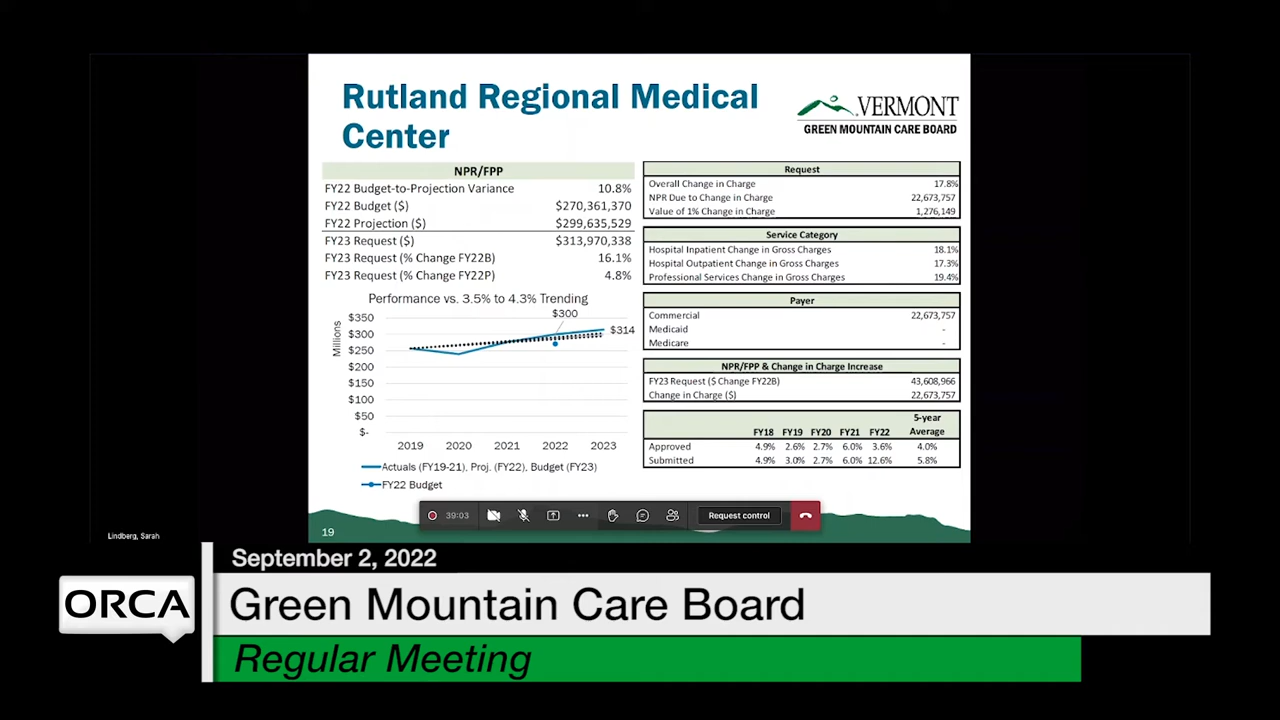 Rutland Regional Medical
Center
VERMONT
GREEN MOUNTAIN CARE BOARD
NPR/FPP
FY22 Budget-to-Projection Variance 10.8%
FY22 Budget ($) $270,361,370
FY22 Projection ($) $299,635,529
FY23 Request ($) $313,970,338
FY23 Request (% Change FY22B) 16.1%
FY23 Request (% Change FY22P) 4.8%
Performance vs. 3.5% to 4.3% Trending
Millions
$350
$300
$250
$200
$150
$100
$50
$-
$300
$314
2019 2020 2021 2022 2023
Actuals (FY19-21), Proj. (FY22), Budget (FY23)
FY22 Budget
Request
Overall Change in Charge 17.8%
NPR Due to Change in Charge 22,673,757
Value of 1% Change in Charge 1,276,149
Service Category
Hospital Inpatient Change in Gross Charges 18.1%
Hospital Outpatient Change in Gross Charges 17.3%
Professional Services Change in Gross Charges 19.4%
Payer
Commercial 22,673,757
Medicaid -
Medicare -
NPR/FPP & Change in Charge Increase
FY23 Request ($ Change FY22B) 43,608,966
Change in Charge ($) 22,673,757
5-year
FY18 FY19 FY20 FY21 FY22 Average
Approved 4.9% 2.6% 2.7% 6.0% 3.6% 4.0%
Submitted 4.9% 3.0% 2.7% 6.0% 12.6% 5.8%
39:03
Request control
19
Lindberg, Sarah
September 2, 2022
ORCA
Green Mountain Care Board
Regular Meeting